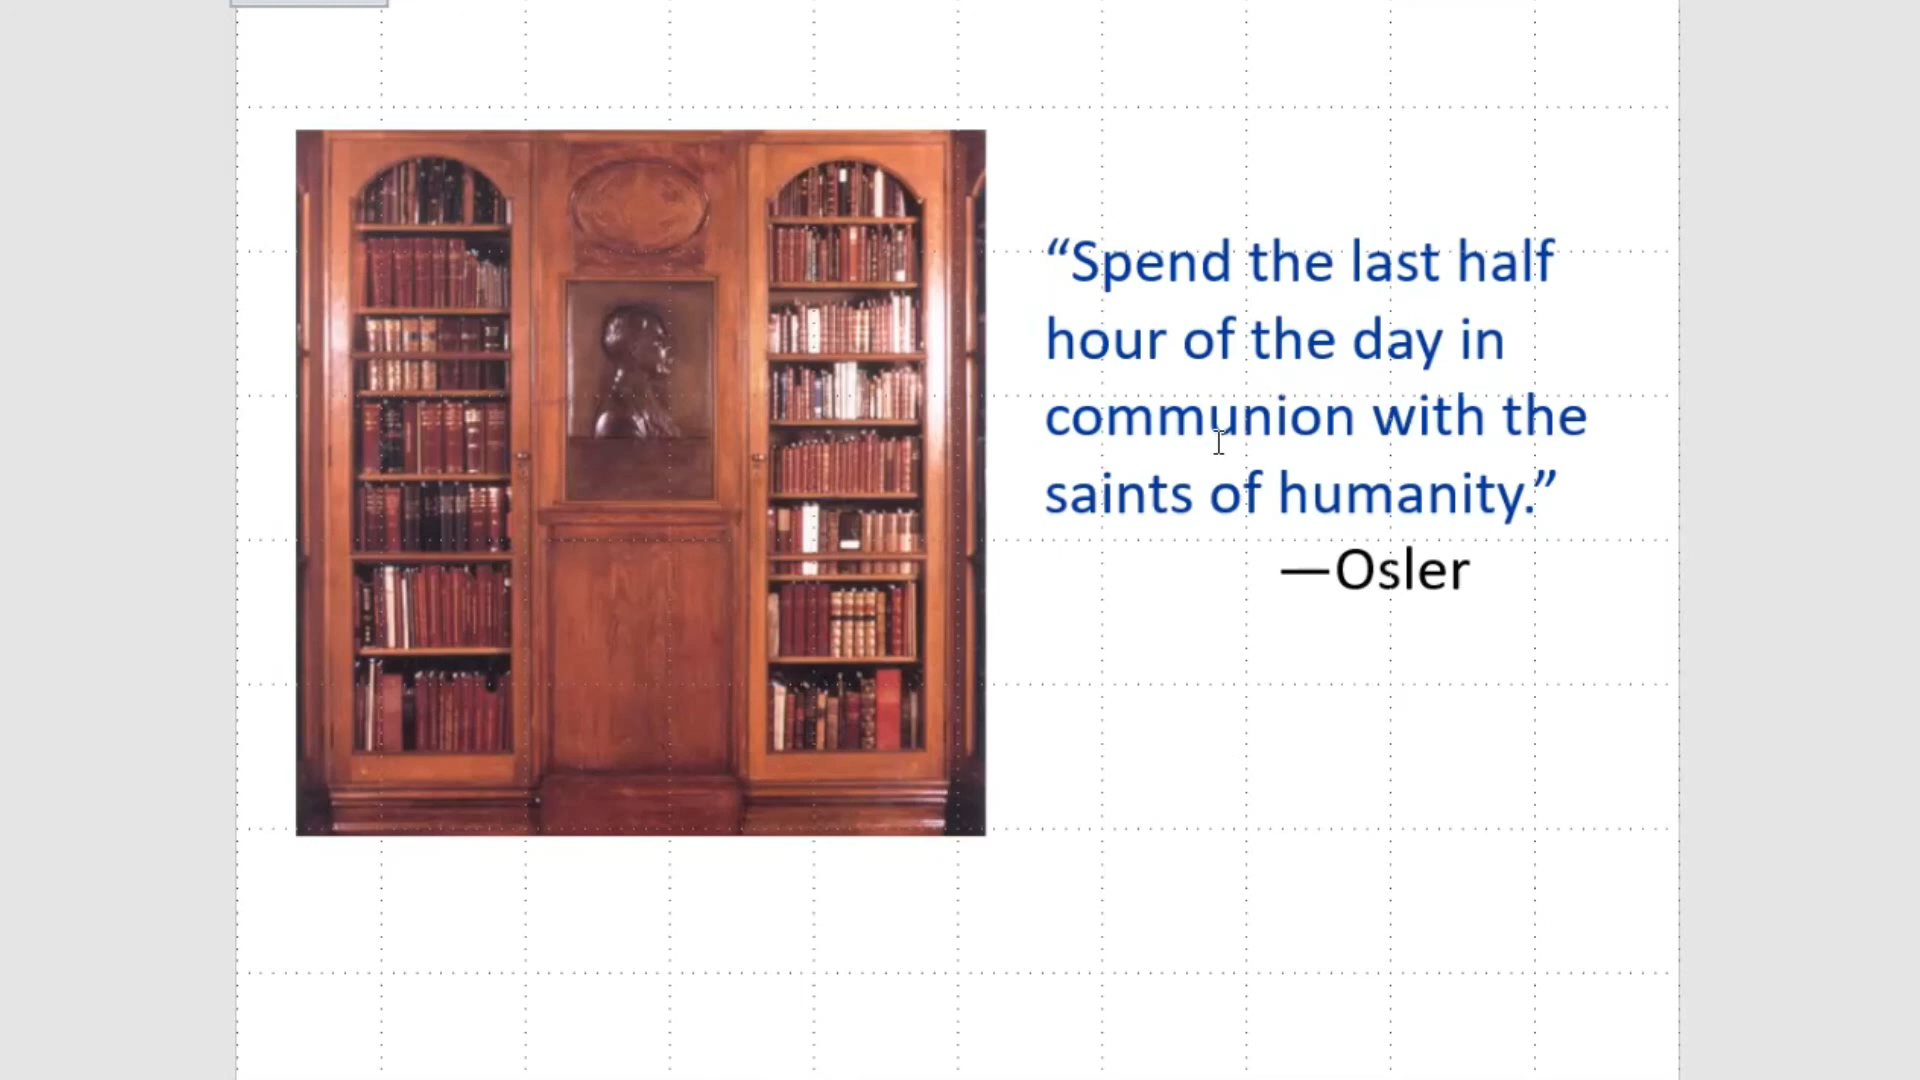 “Spend the last half
hour of the day in
communion with the
saints of humanity.”
—Osler